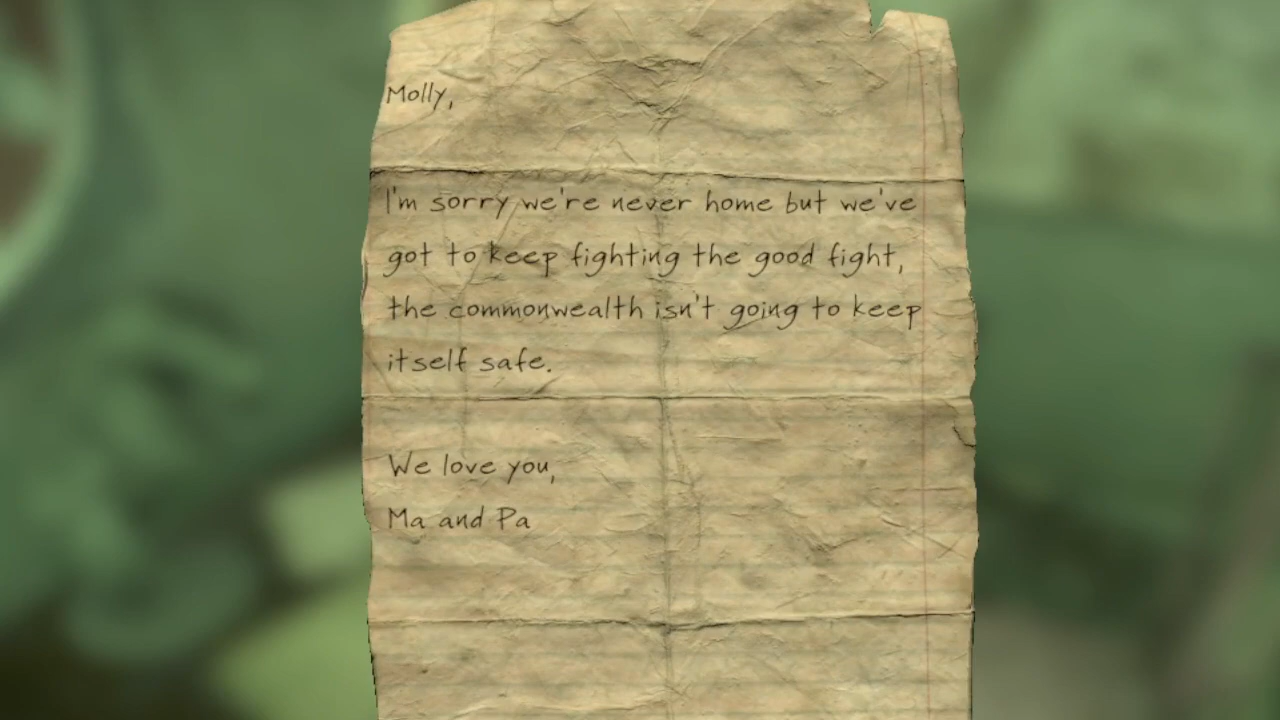 Molly,
I'm sorry we're never home but we've
got to keep fighting the good fight,
the commonwealth isn't going to keep
itself safe.
We love you,
Ma and Pa